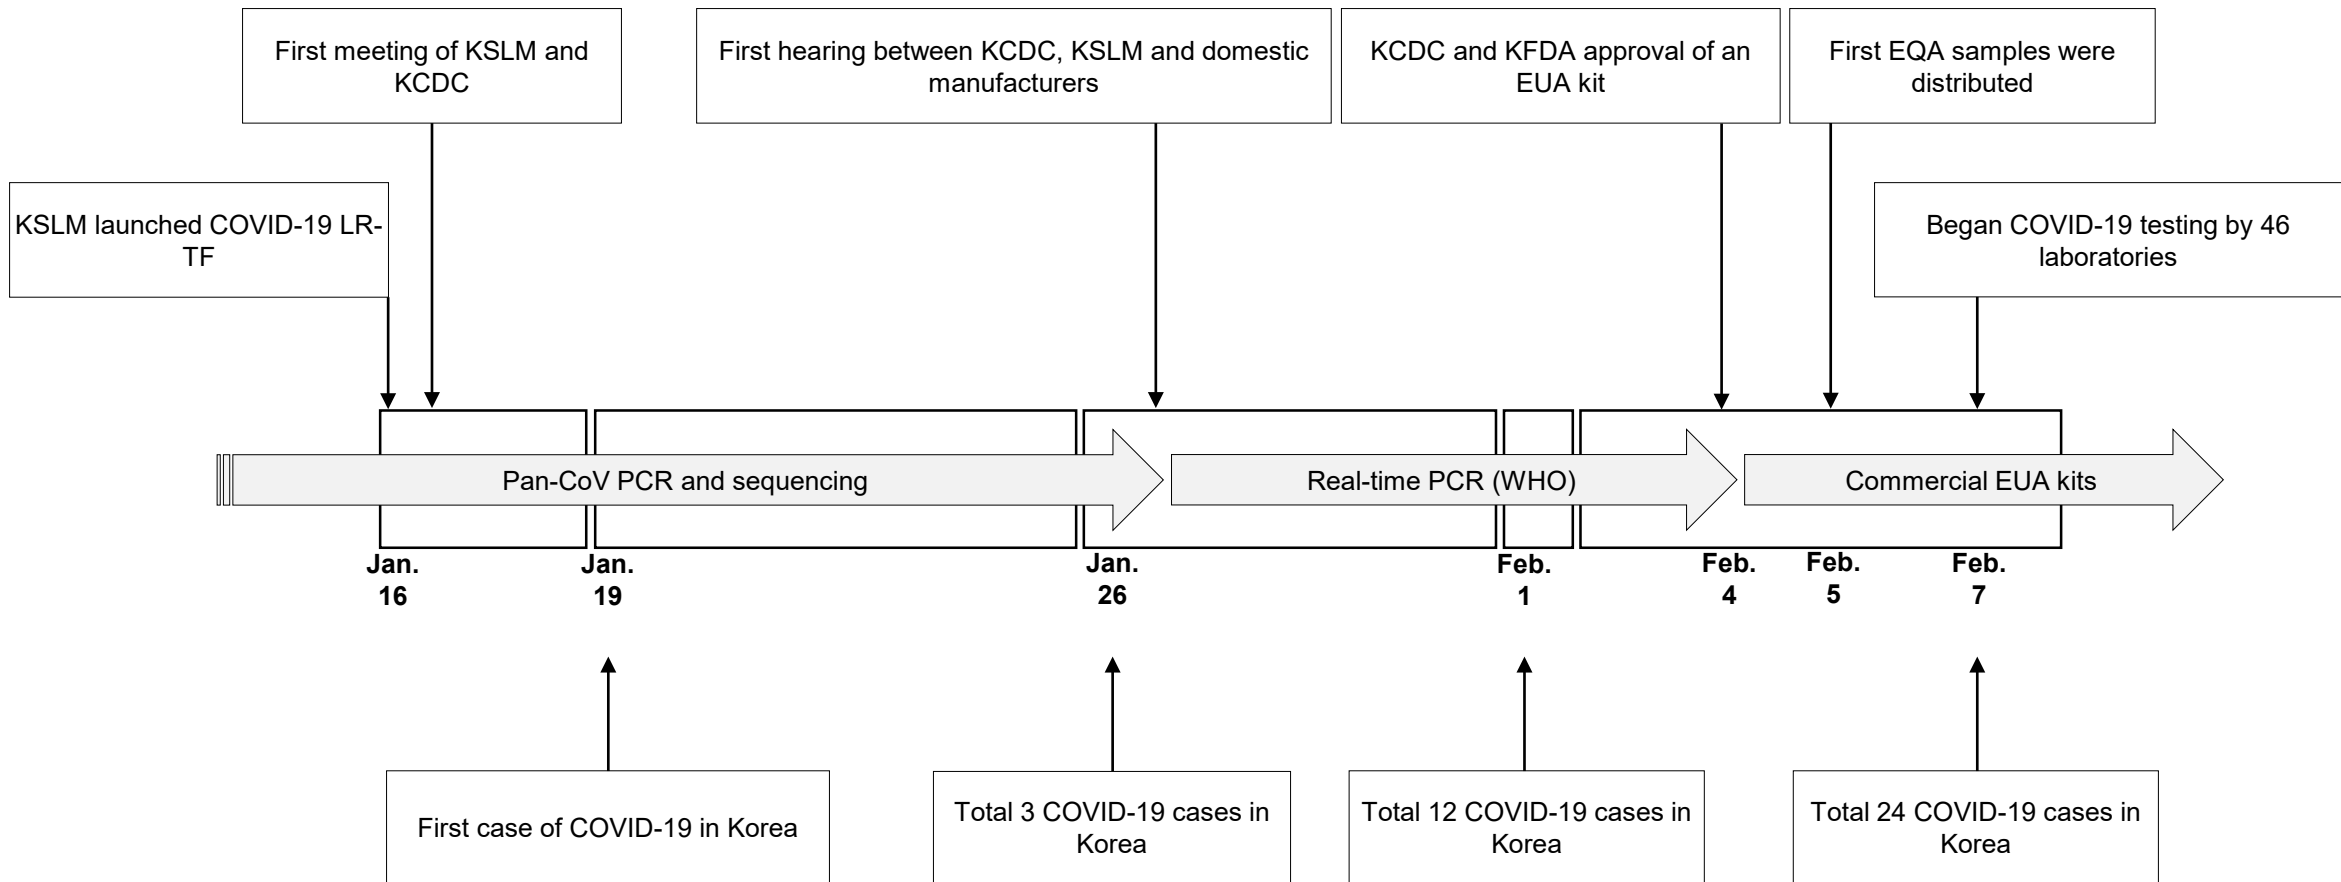 First meeting of KSLM and
KCDC
First hearing between KCDC, KSLM and domestic
manufacturers
KCDC and KFDA approval of an
EUA kit
First EQA samples were
distributed
KSLM launched COVID-19 LR-
TF
Began COVID-19 testing by 46
laboratories
Pan-CoV PCR and sequencing
Real-time PCR (WHO)
Commercial EUA kits
Jan.
16
Jan.
19
Jan.
26
Feb.
1
Feb.
4
Feb.
5
Feb.
7
First case of COVID-19 in Korea
Total 3 COVID-19 cases in
Korea
Total 12 COVID-19 cases in
Korea
Total 24 COVID-19 cases in
Korea